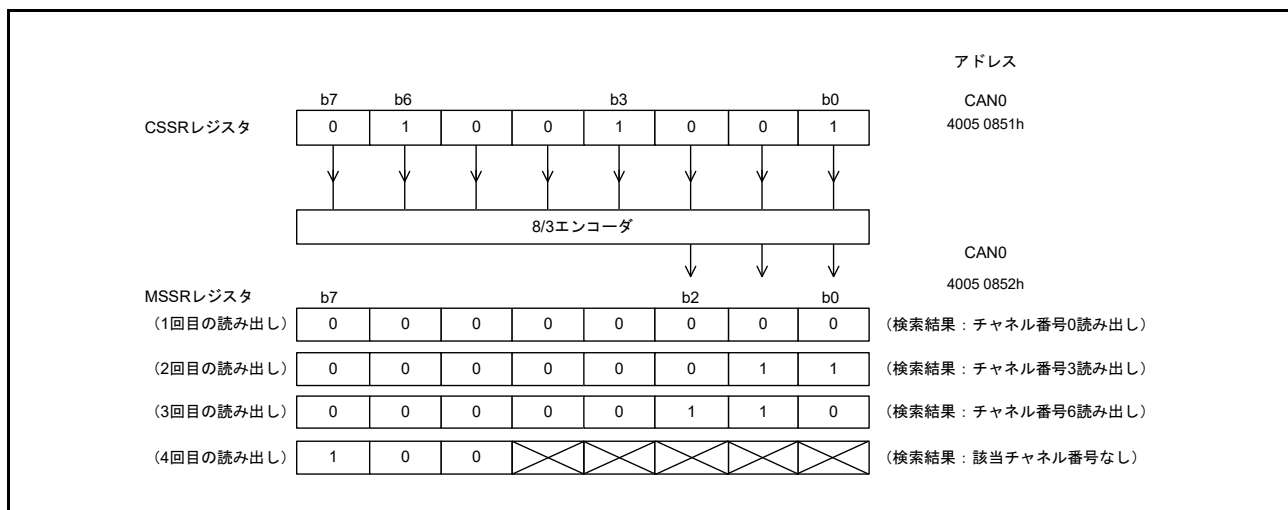 アドレス
b7 b6 b3 b0 CAN0
CSSRレジスタ 0 1 0 0 1 0 0 1 4005 0851h
8/3エンコーダ
CAN0
4005 0852h
MSSRレジスタ b7 b2 b0
（1回目の読み出し） 0 0 0 0 0 0 0 0 （検索結果：チャネル番号0読み出し）
（2回目の読み出し） 0 0 0 0 0 0 1 1 （検索結果：チャネル番号3読み出し）
（3回目の読み出し） 0 0 0 0 0 1 1 0 （検索結果：チャネル番号6読み出し）
（4回目の読み出し） 1 0 0 （検索結果：該当チャネル番号なし）